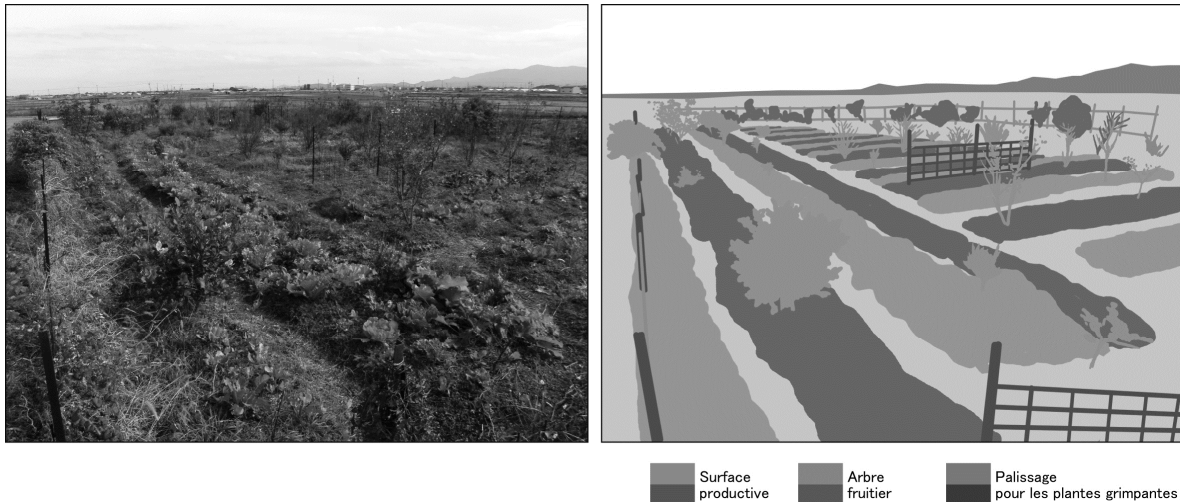 Surface
productive
Arbre
fruitier
Palissage
pour les plantes grimpantes